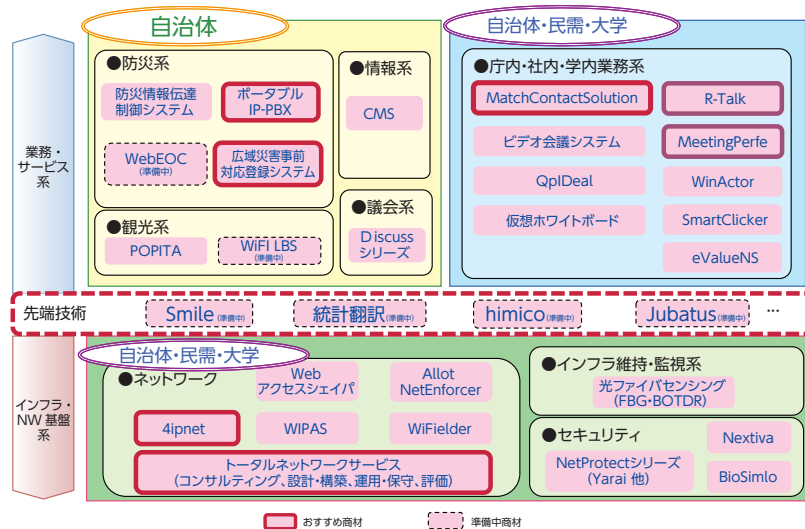 自治体
自治体・民需・大学
業務・
サービス
系
●防災系
防災情報伝達
制御システム
ポータブル
IP-PBX
WebEOC
(準備中)
広域災害事前
対応登録システム
●観光系
POPITA
WiFI LBS
(準備中)
●情報系
CMS
●議会系
Discuss
シリーズ
●庁内・社内・学内業務系
MatchContactSolution
R-Talk
ビデオ会議システム
MeetingPerfe
QpIDeal
WinActor
仮想ホワイトボード
SmartClicker
eValueNS
先端技術
Smile(準備中)
統計翻訳(準備中)
himico(準備中)
Jubatus(準備中)
…
インフラ・
NW基盤
系
自治体・民需・大学
●ネットワーク
Web
アクセスシェイパ
Allot
NetEnforcer
4ipnet
WIPAS
WiFielder
トータルネットワークサービス
(コンサルティング、設計・構築、運用・保守、評価)
●インフラ維持・監視系
光ファイバセンシング
(FBG・BOTDR)
●セキュリティ
Nextiva
NetProtectシリーズ
(Yarai 他)
BioSimlo
おすすめ商材
準備中商材